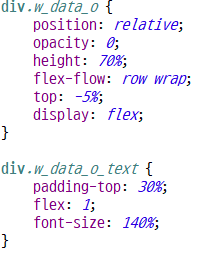 div.w_data_o {
    position: relative;
    opacity: 0;
    height: 70%;
    flex-flow: row wrap;
    top: -5%;
    display: flex;
}

div.w_data_o_text {
    padding-top: 30%;
    flex: 1;
    font-size: 140%;
}